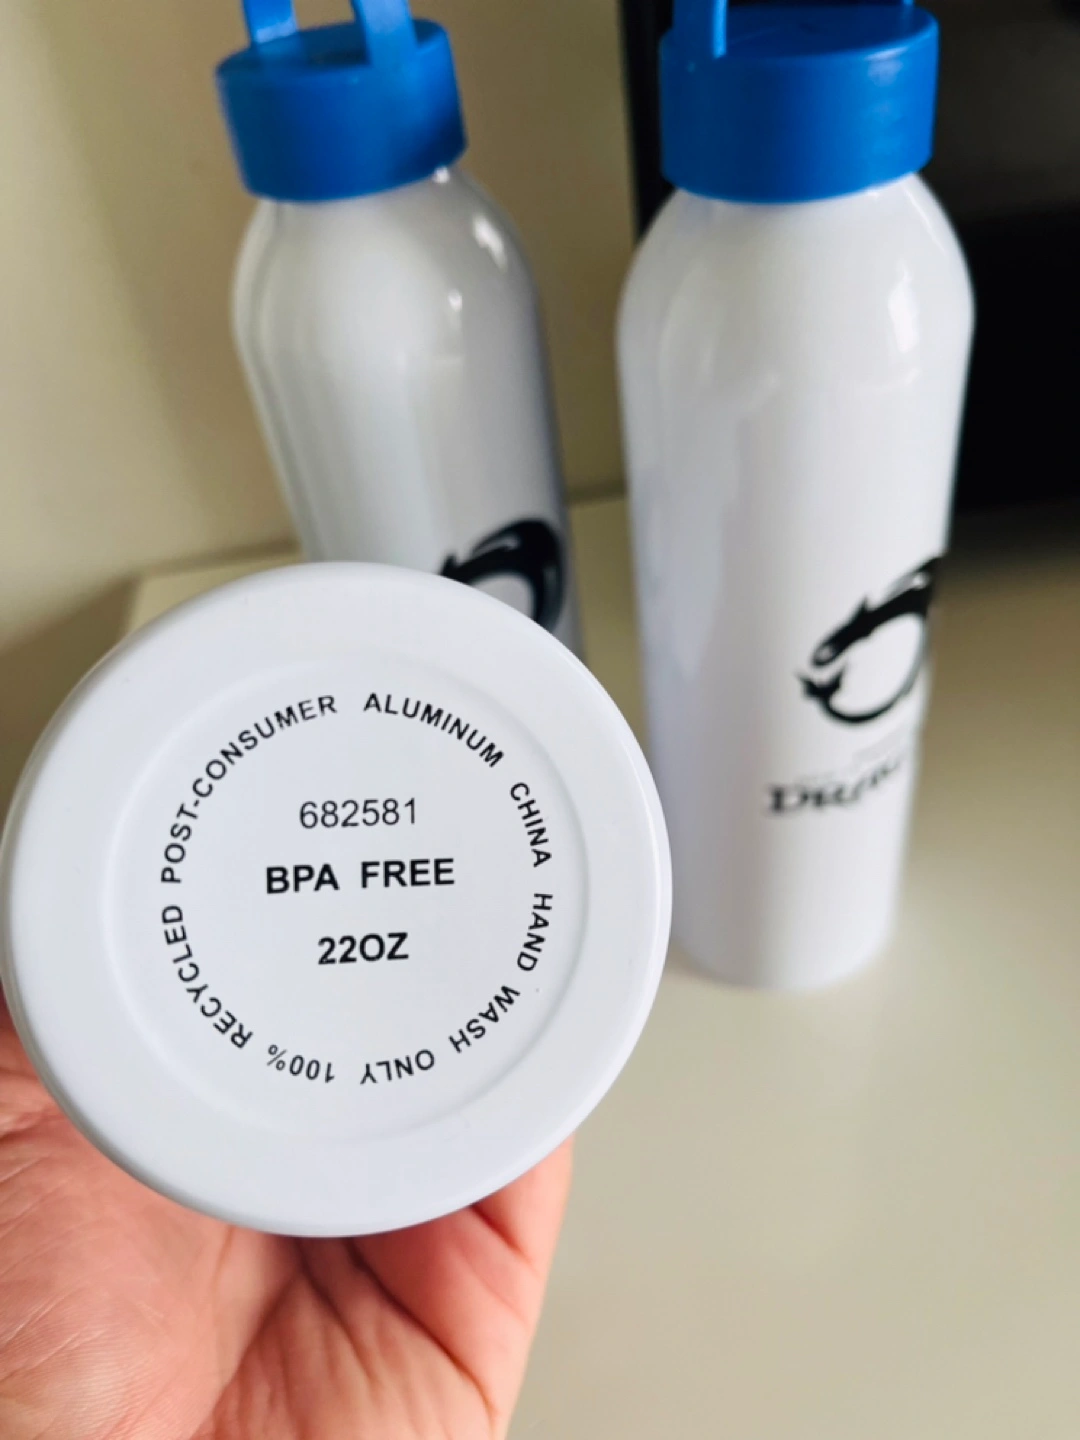 100% RECYCLED POST-CONSUMER ALUMINUM CHINA HAND WASH ONLY
682581
BPA FREE
22OZ